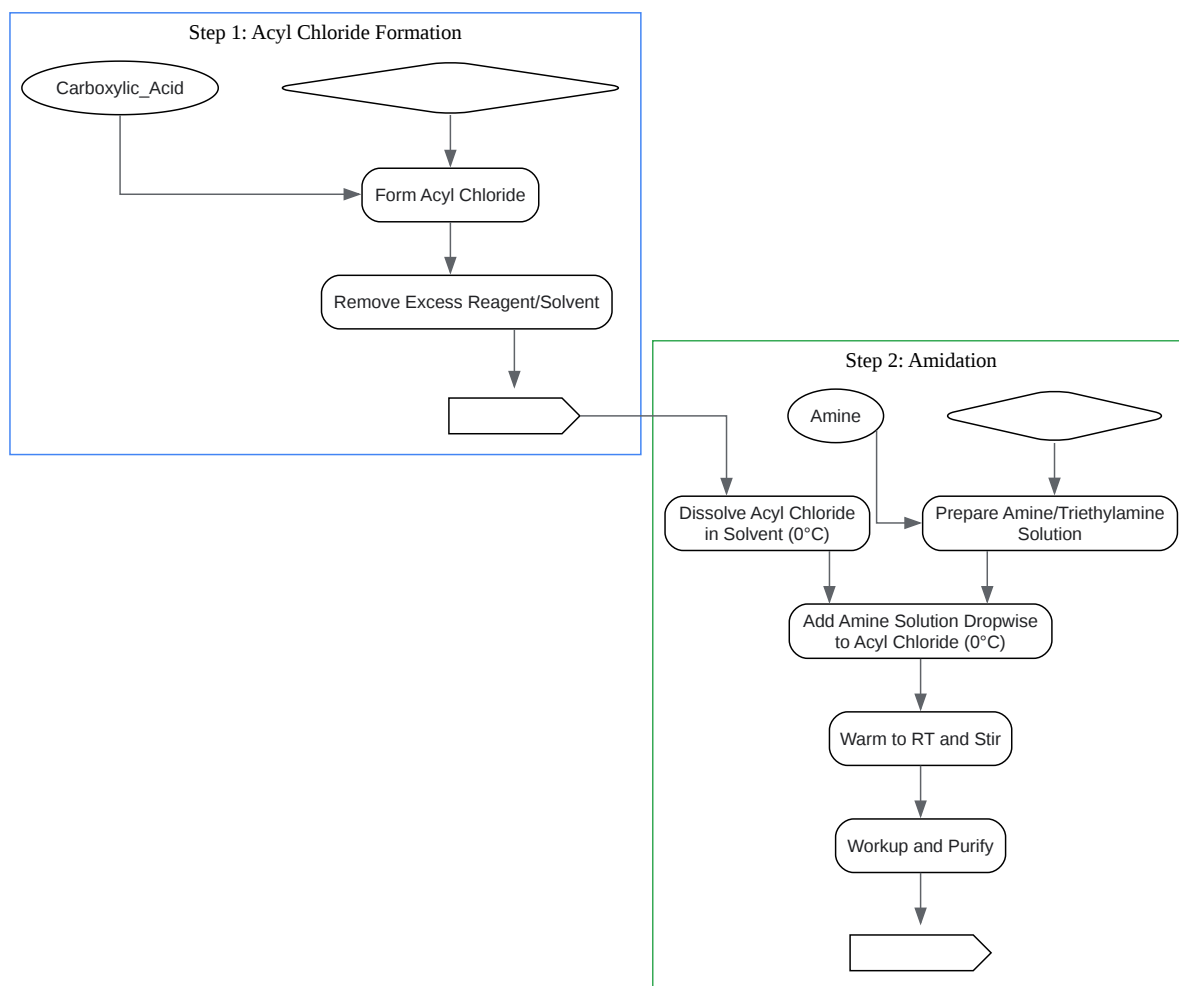 Step 1: Acyl Chloride Formation
Carboxylic_Acid
Form Acyl Chloride
Remove Excess Reagent/Solvent
Step 2: Amidation
Amine
Dissolve Acyl Chloride
in Solvent (0°C)
Prepare Amine/Triethylamine
Solution
Add Amine Solution Dropwise
to Acyl Chloride (0°C)
Warm to RT and Stir
Workup and Purify